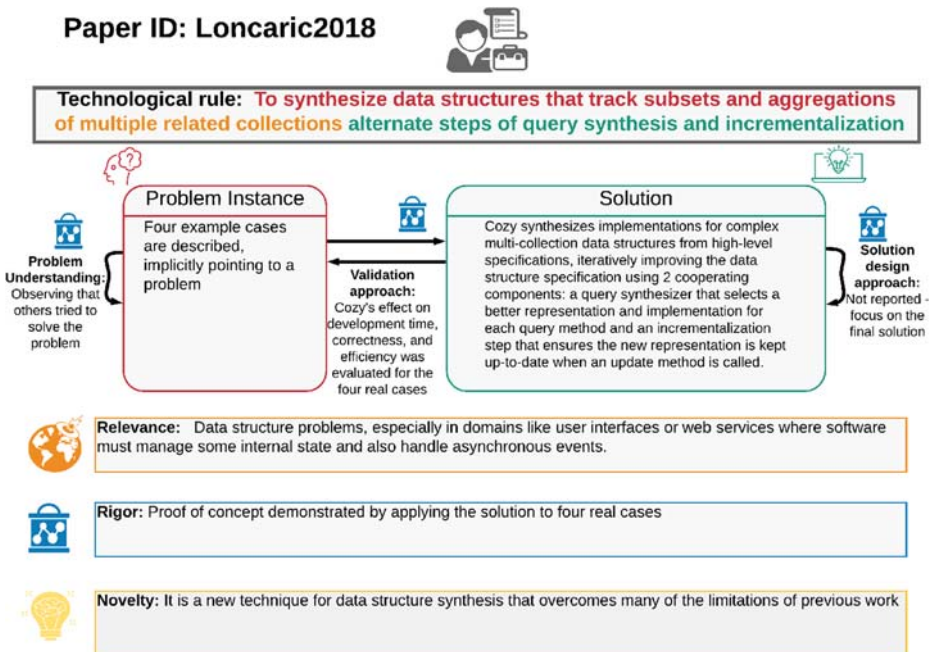 Paper ID: Loncaric2018
Technological rule: To synthesize data structures that track subsets and aggregations
of multiple related collections alternate steps of query synthesis and incrementalization
Problem
Understanding:
Observing that
others tried to
solve the
problem
Problem Instance
Four example cases
are described,
implicitly pointing to a
problem
Validation
approach:
Cozy's effect on
development time,
correctness, and
efficiency was
evaluated for the
four real cases
Solution
Cozy synthesizes implementations for complex
multi-collection data structures from high-level
specifications, iteratively improving the data
structure specification using 2 cooperating
components: a query synthesizer that selects a
better representation and implementation for
each query method and an incrementalization
step that ensures the new representation is kept
up-to-date when an update method is called.
Solution
design
approach:
Not reported -
focus on the
final solution
Relevance: Data structure problems, especially in domains like user interfaces or web services where software
must manage some internal state and also handle asynchronous events.
Rigor: Proof of concept demonstrated by applying the solution to four real cases
Novelty: It is a new technique for data structure synthesis that overcomes many of the limitations of previous work